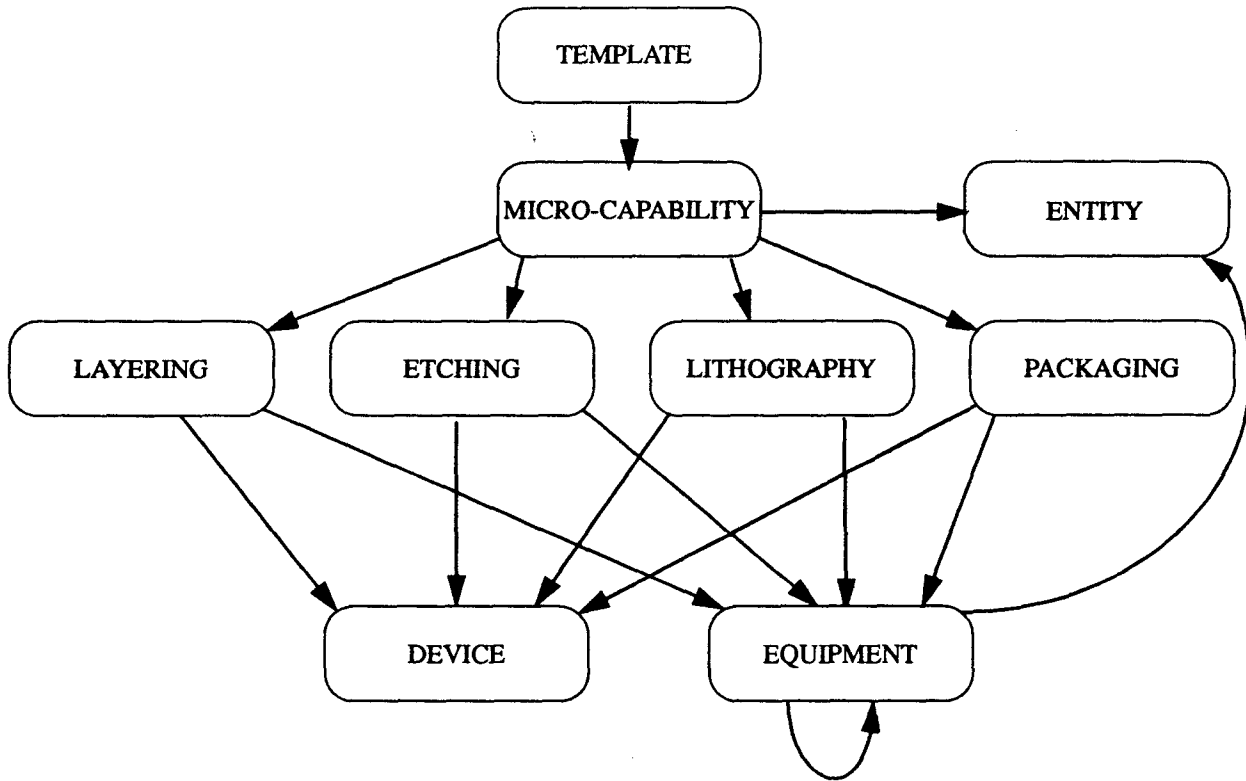 TEMPLATE
MICRO-CAPABILITY
ENTITY
LAYERING
ETCHING
LITHOGRAPHY
PACKAGING
DEVICE
EQUIPMENT